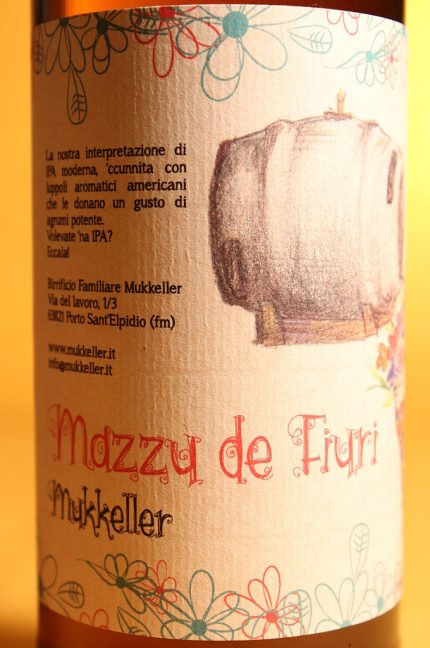 La nostra interpretazione di
IPA moderna, 'ccunnita con
luppoli aromatici americani
che le donano un gusto di
agrumi potente.
Volevate 'na IPA?
Eccala!
Birrificio Familiare Mukkeller
Via del lavoro, 1/3
63821 Porto Sant'Elpidio (fm)
www.mukkeller.it
info@mukkeller.it
Mazzu de Fiuri
Mukkeller